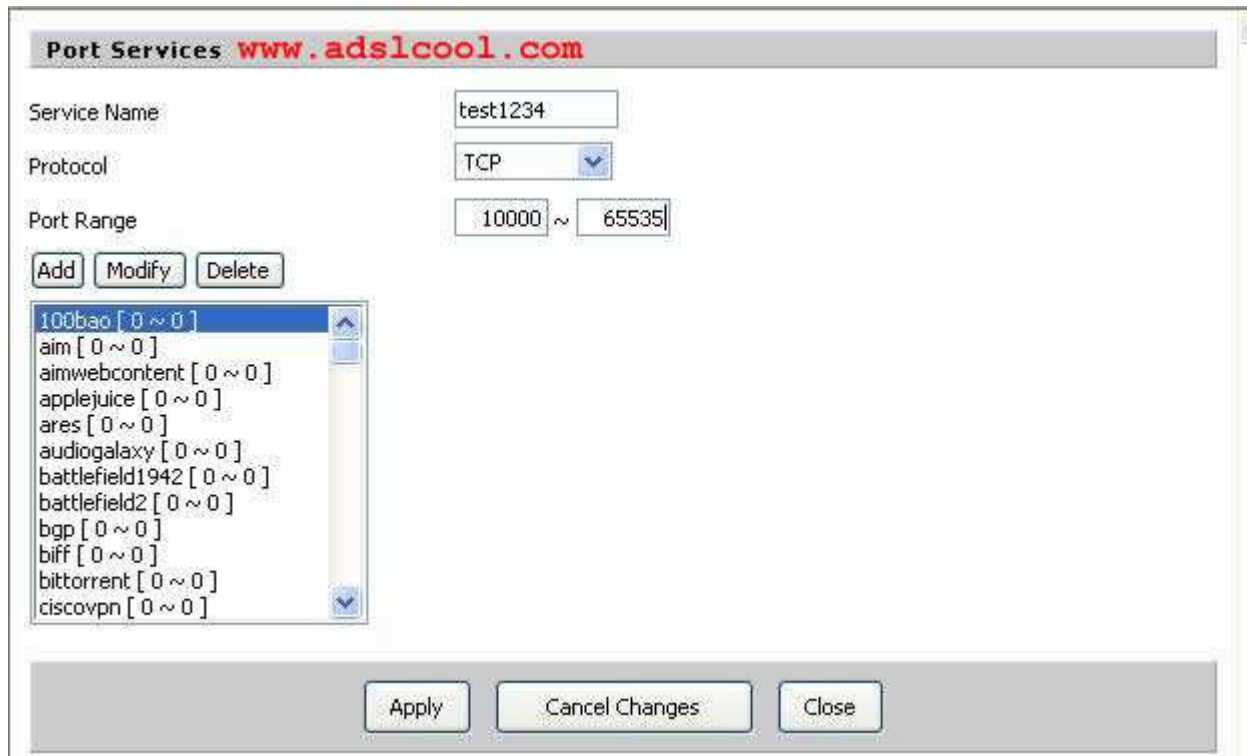 Port Services www.adslcool.com
Service Name test1234
Protocol TCP
Port Range 10000 ~ 65535
Add Modify Delete
100bao [ 0 ~ 0 ]
aim [ 0 ~ 0 ]
aimwebcontent [ 0 ~ 0 ]
applejuice [ 0 ~ 0 ]
ares [ 0 ~ 0 ]
audiogalaxy [ 0 ~ 0 ]
battlefield1942 [ 0 ~ 0 ]
battlefield2 [ 0 ~ 0 ]
bgp [ 0 ~ 0 ]
biff [ 0 ~ 0 ]
bittorrent [ 0 ~ 0 ]
ciscovpn [ 0 ~ 0 ]
Apply Cancel Changes Close